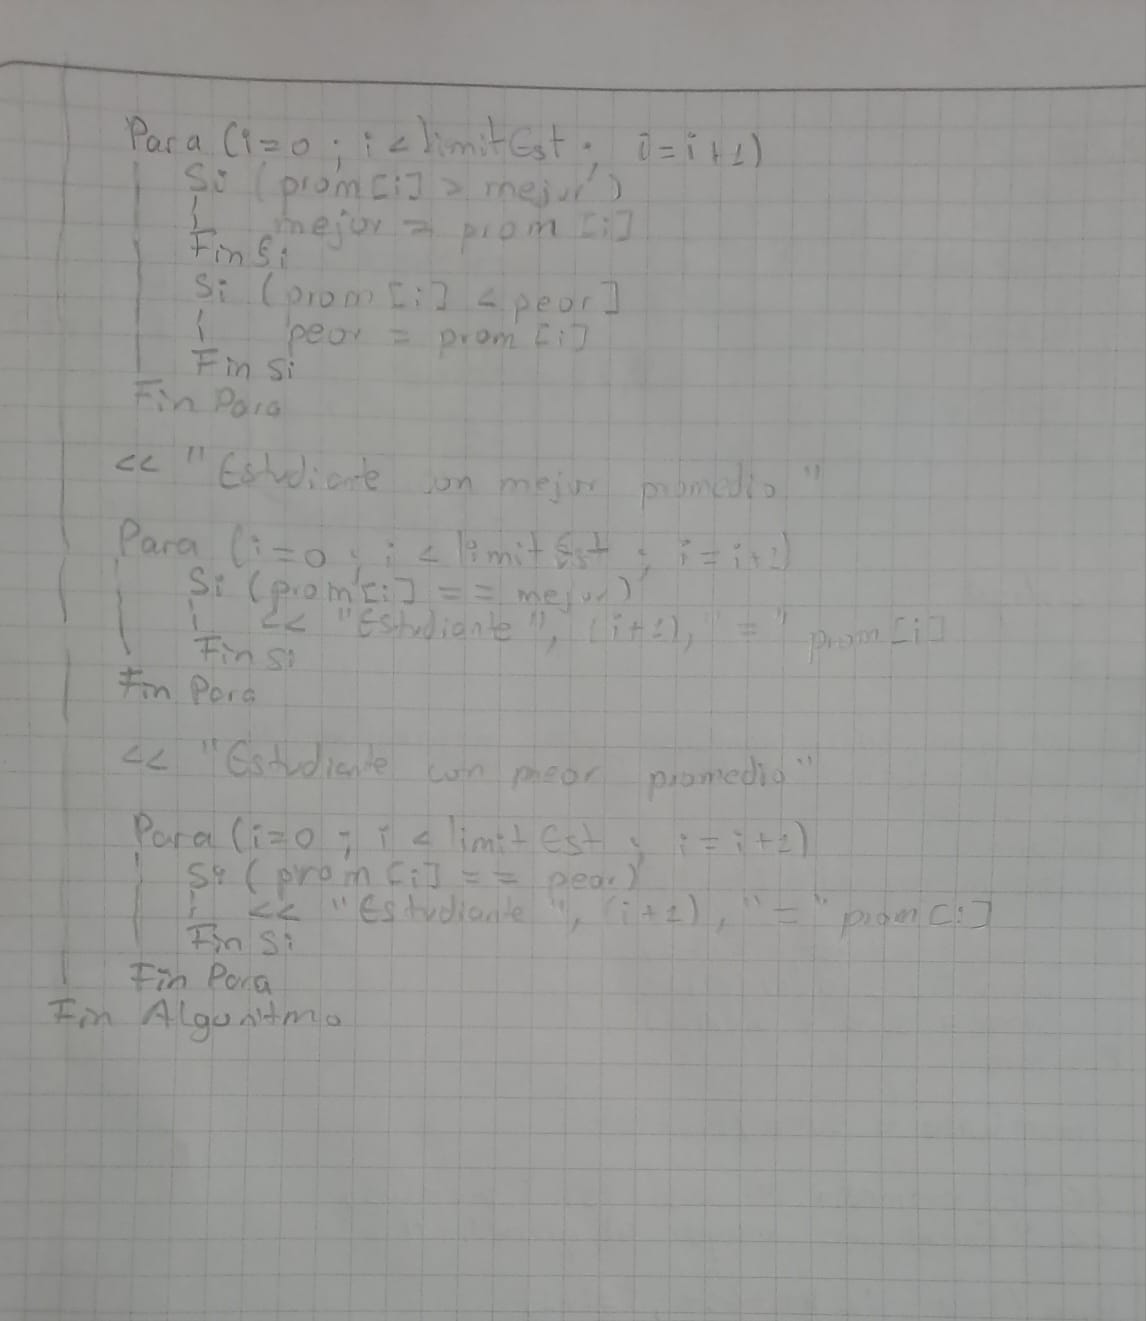 Para (i=0 ; i < limitEst ; i=i+1)
Si (prom[i] > mejor)
mejor = prom [i]
Fin Si
Si (prom [i] < peor]
peor = prom [i]
Fin Si
Fin Para
<< "Estudiante con mejor promedio"
Para (i=0 ; i < limitEst ; i = i+1)
Si (prom[i] == mejor)
<< "Estudiante", (i+1), "=" prom[i]
Fin Si
Fin Para
<< "Estudiante con peor promedio"
Para (i=0 ; i < limitEst ; i = i+1)
Si (prom [i] == peor)
<< "Estudiante", (i+1), "=" prom[i]
Fin Si
Fin Para
Fin Algoritmo